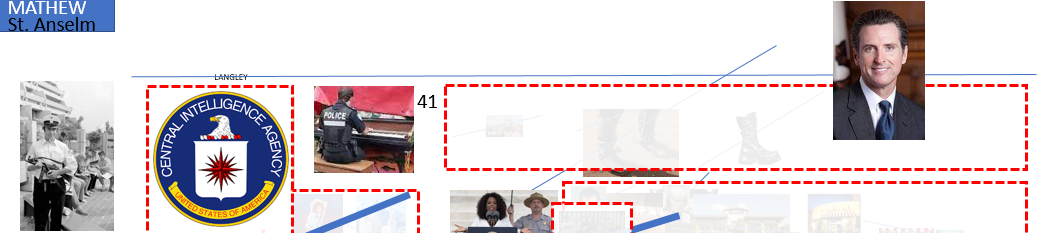 MATHEW
St. Anselm
LANGLEY
CENTRAL INTELLIGENCE AGENCY
UNITED STATES OF AMERICA
POLICE
41